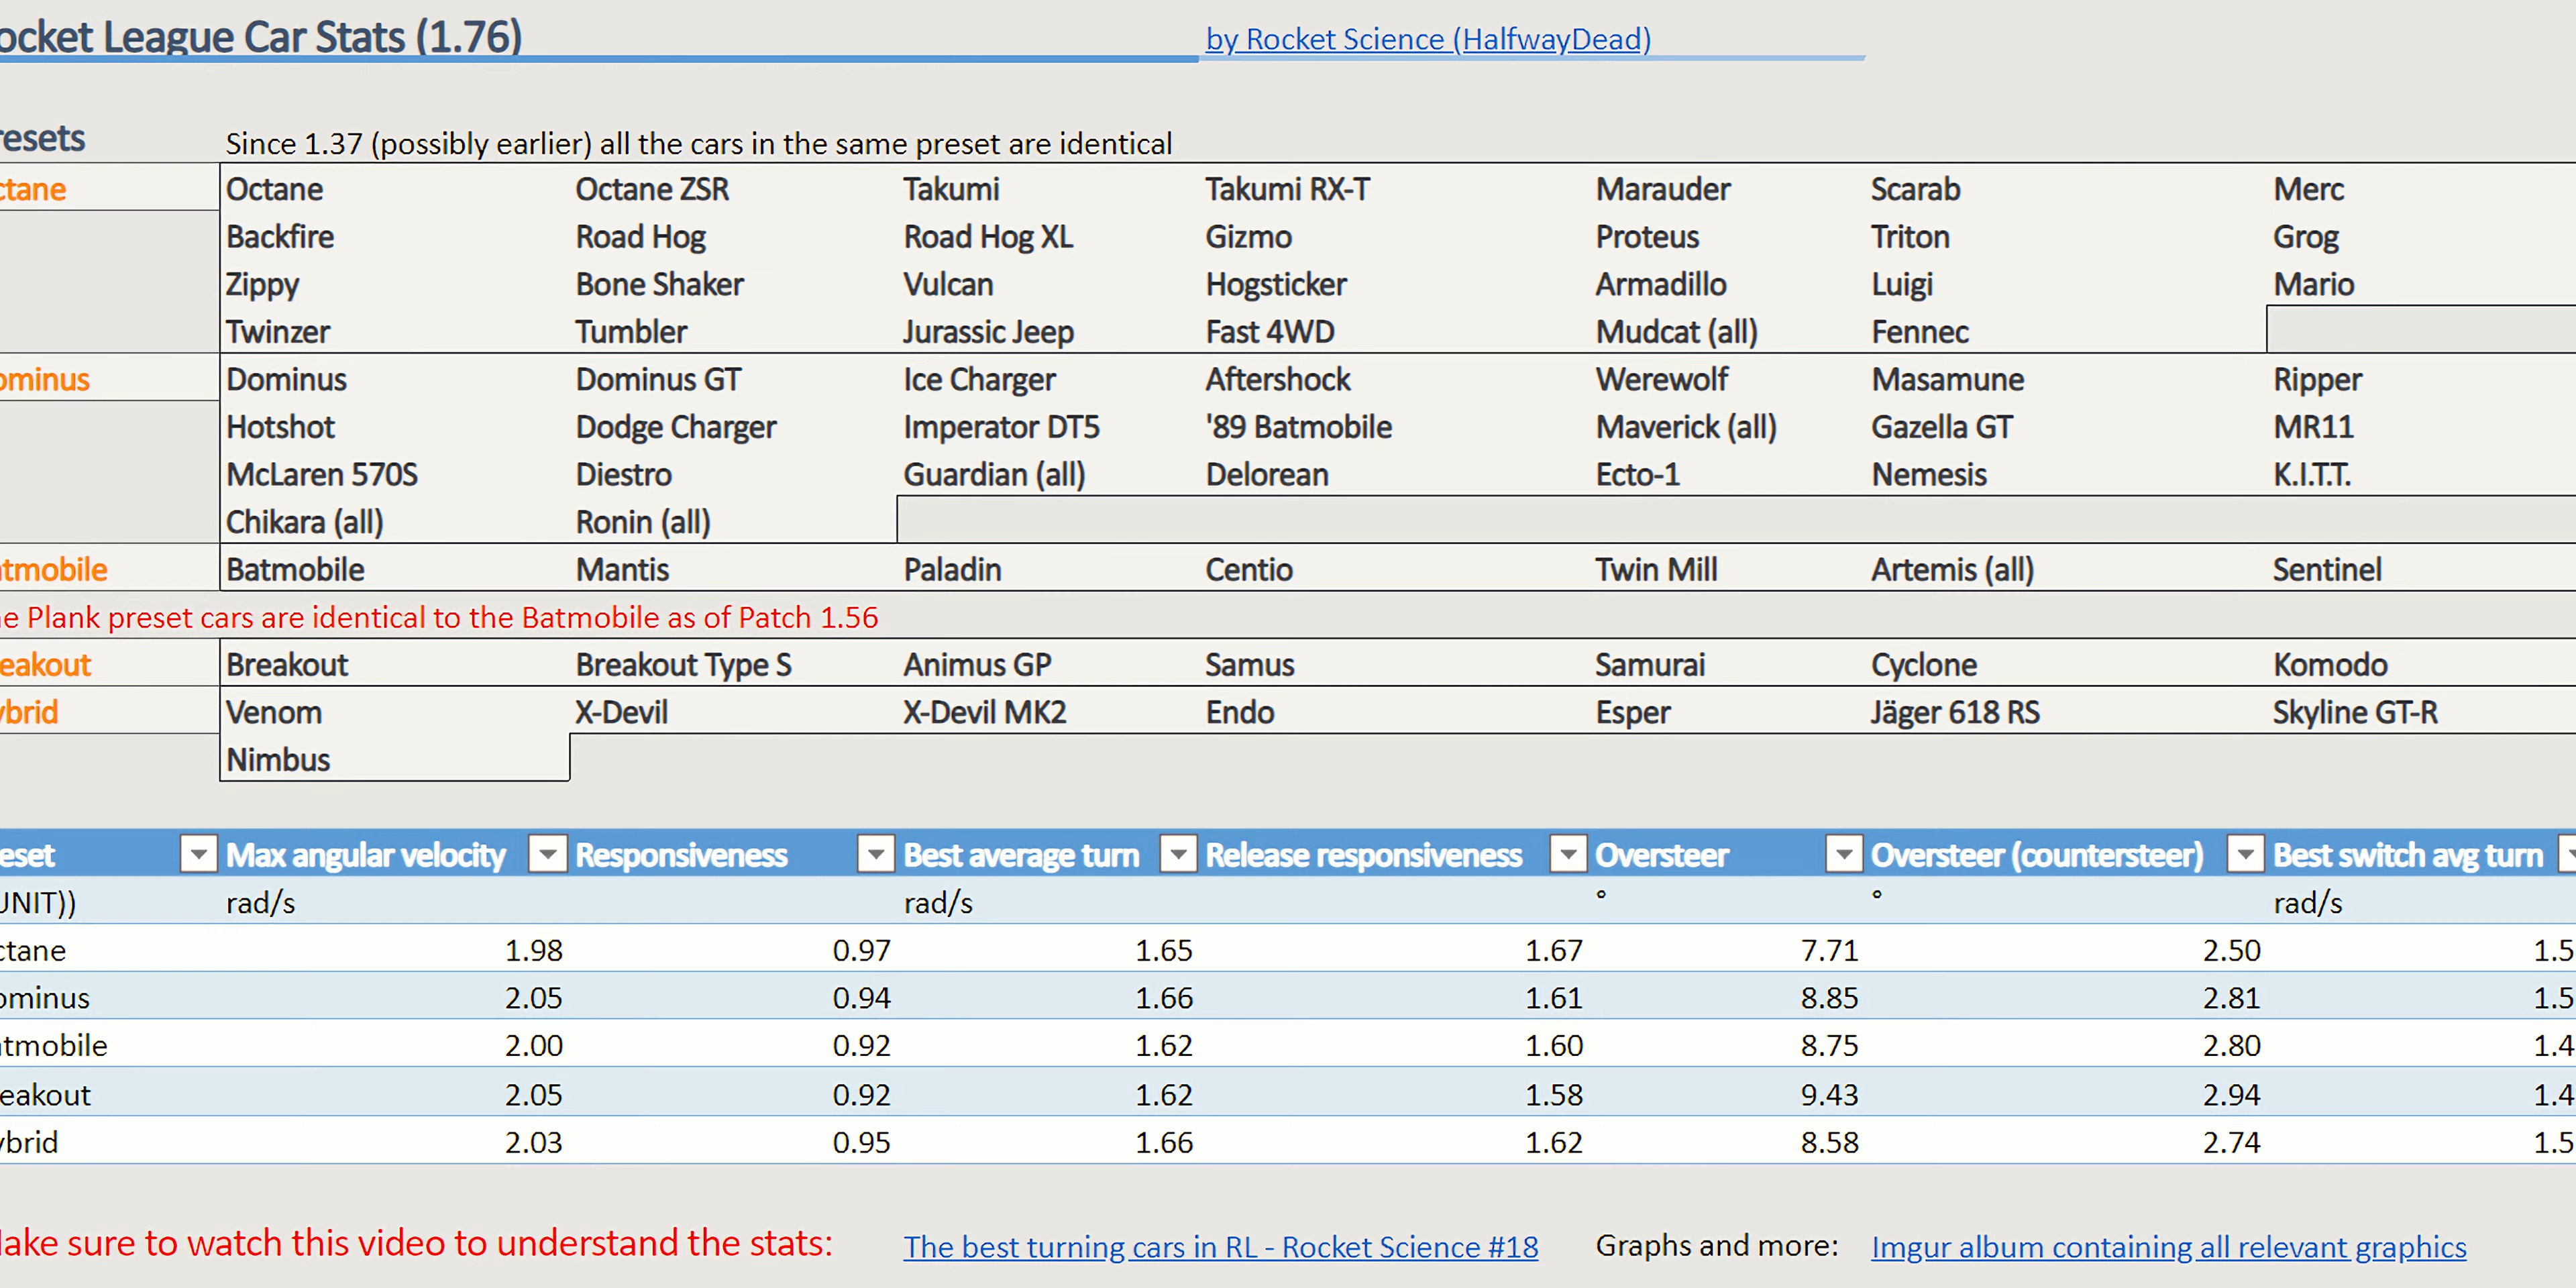 ocket League Car Stats (1.76) by Rocket Science (HalfwayDead)
resets Since 1.37 (possibly earlier) all the cars in the same preset are identical
ctane Octane Octane ZSR Takumi Takumi RX-T Marauder Scarab Merc
Backfire Road Hog Road Hog XL Gizmo Proteus Triton Grog
Zippy Bone Shaker Vulcan Hogsticker Armadillo Luigi Mario
Twinzer Tumbler Jurassic Jeep Fast 4WD Mudcat (all) Fennec
ominus Dominus Dominus GT Ice Charger Aftershock Werewolf Masamune Ripper
Hotshot Dodge Charger Imperator DT5 '89 Batmobile Maverick (all) Gazella GT MR11
McLaren 570S Diestro Guardian (all) Delorean Ecto-1 Nemesis K.I.T.T.
Chikara (all) Ronin (all)
atmobile Batmobile Mantis Paladin Centio Twin Mill Artemis (all) Sentinel
e Plank preset cars are identical to the Batmobile as of Patch 1.56
eakout Breakout Breakout Type S Animus GP Samus Samurai Cyclone Komodo
ybrid Venom X-Devil X-Devil MK2 Endo Esper Jäger 618 RS Skyline GT-R
Nimbus
eset Max angular velocity Responsiveness Best average turn Release responsiveness Oversteer Oversteer (countersteer) Best switch avg turn
UNIT)) rad/s rad/s ° ° rad/s
ctane 1.98 0.97 1.65 1.67 7.71 2.50 1.5
ominus 2.05 0.94 1.66 1.61 8.85 2.81 1.5
atmobile 2.00 0.92 1.62 1.60 8.75 2.80 1.4
eakout 2.05 0.92 1.62 1.58 9.43 2.94 1.4
ybrid 2.03 0.95 1.66 1.62 8.58 2.74 1.5
ake sure to watch this video to understand the stats: The best turning cars in RL - Rocket Science #18 Graphs and more: Imgur album containing all relevant graphics